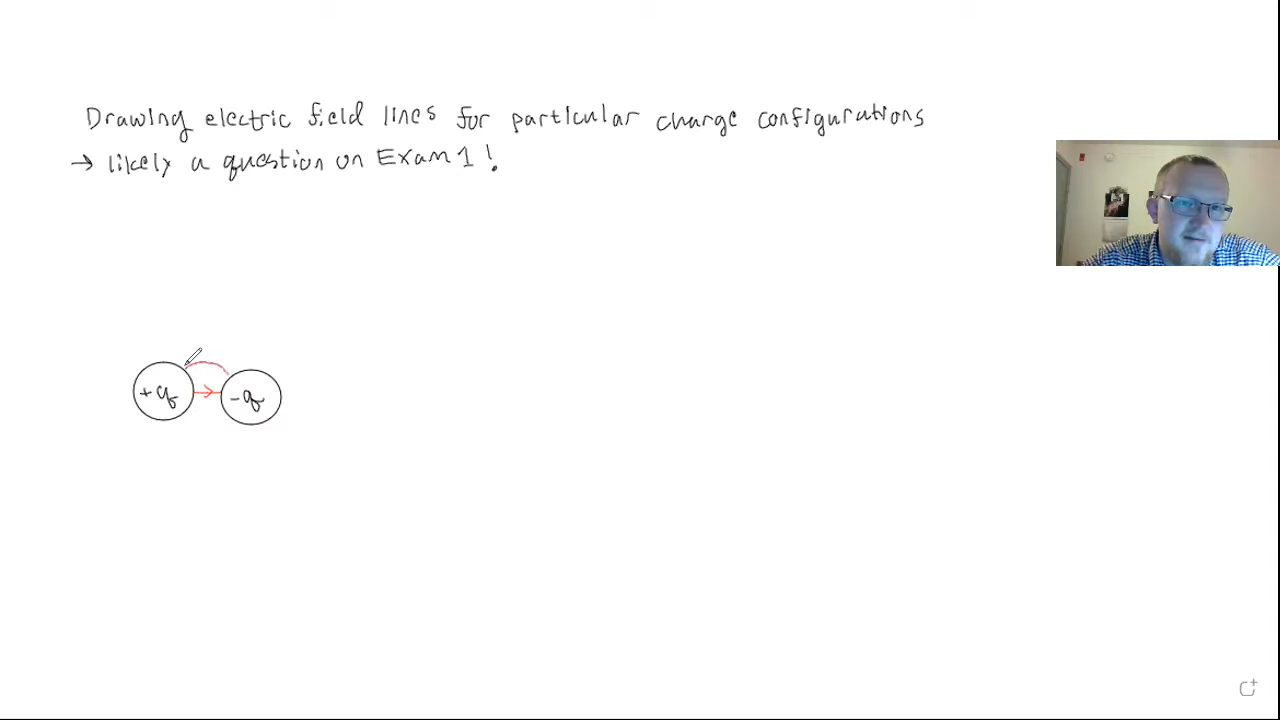 Drawing electric field lines for particular charge configurations
→ likely a question on Exam 1!
+q
-q